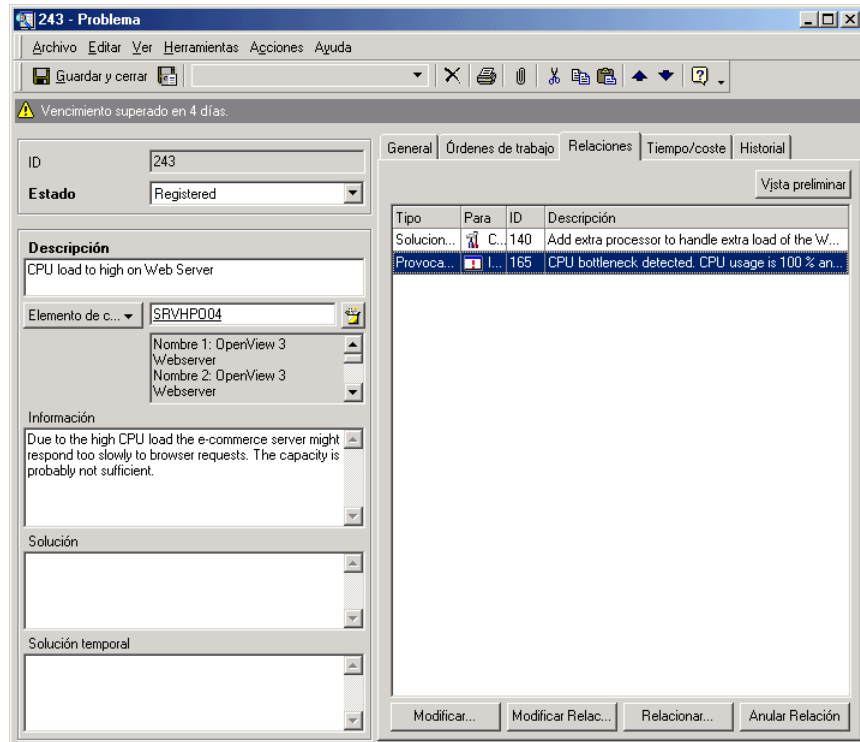 243 - Problema
Archivo Editar Ver Herramientas Acciones Ayuda
Guardar y cerrar
Vencimiento superado en 4 días.
ID 243
Estado Registered
Descripción
CPU load to high on Web Server
Elemento de c... SRVHPO04
Nombre 1: OpenView 3
Webserver
Nombre 2: OpenView 3
Webserver
Información
Due to the high CPU load the e-commerce server might
respond too slowly to browser requests. The capacity is
probably not sufficient.
Solución
Solución temporal
General Órdenes de trabajo Relaciones Tiempo/coste Historial
Vista preliminar
Tipo Para ID Descripción
Solucion... C... 140 Add extra processor to handle extra load of the W...
Provoca... I... 165 CPU bottleneck detected. CPU usage is 100 % an...
Modificar... Modificar Relac... Relacionar... Anular Relación